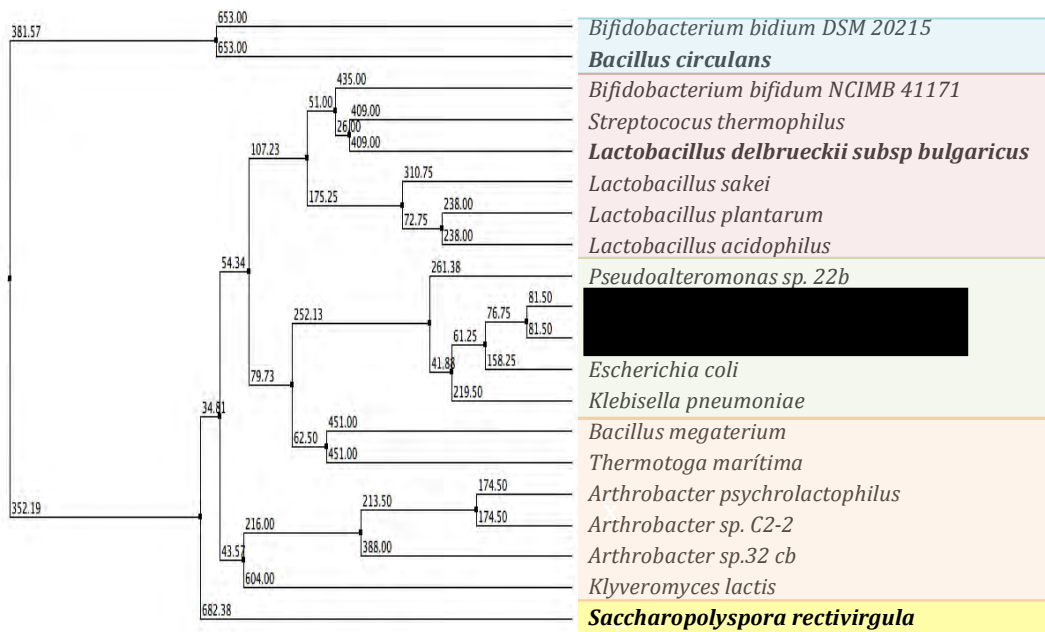 381.57
653.00
Bifidobacterium bidium DSM 20215
653.00
Bacillus circulans
435.00
Bifidobacterium bifidum NCIMB 41171
51.00
409.00
Streptococus thermophilus
26.00
107.23
409.00
Lactobacillus delbrueckii subsp bulgaricus
310.75
Lactobacillus sakei
175.25
238.00
Lactobacillus plantarum
72.75
238.00
Lactobacillus acidophilus
54.34
261.38
Pseudoalteromonas sp. 22b
81.50
76.75
252.13
61.25
81.50
41.88
158.25
Escherichia coli
79.73
219.50
Klebisella pneumoniae
34.81
451.00
Bacillus megaterium
62.50
451.00
Thermotoga marítima
174.50
Arthrobacter psychrolactophilus
213.50
352.19
216.00
174.50
Arthrobacter sp. C2-2
43.57
388.00
Arthrobacter sp.32 cb
604.00
Klyveromyces lactis
682.38
Saccharopolyspora rectivirgula